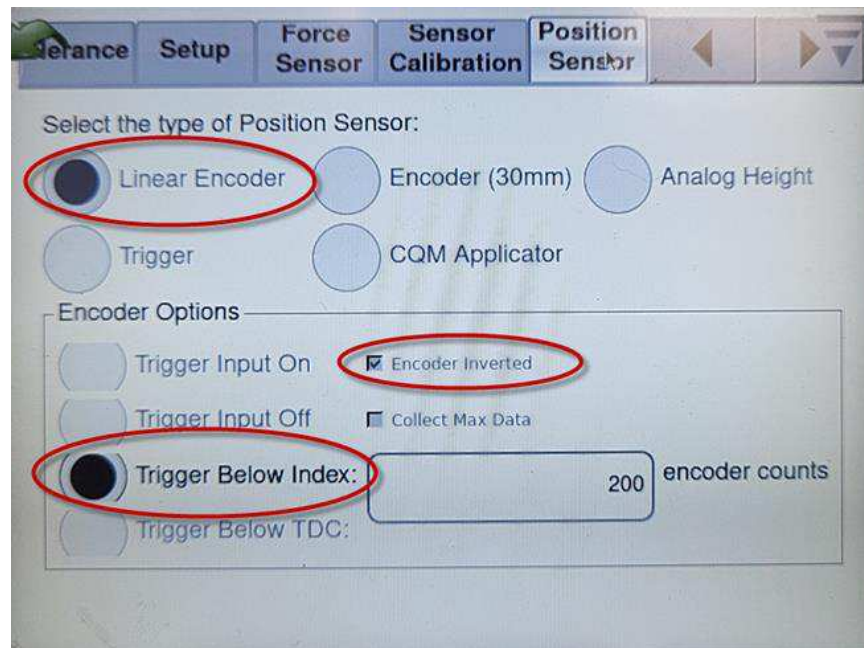 Setup
Force
Sensor
Sensor
Calibration
Position
Sensor
Select the type of Position Sensor:
Linear Encoder
Encoder (30mm)
Analog Height
Trigger
CQM Applicator
Encoder Options
Trigger Input On
Encoder Inverted
Trigger Input Off
Collect Max Data
Trigger Below Index:
200
encoder counts
Trigger Below TDC: